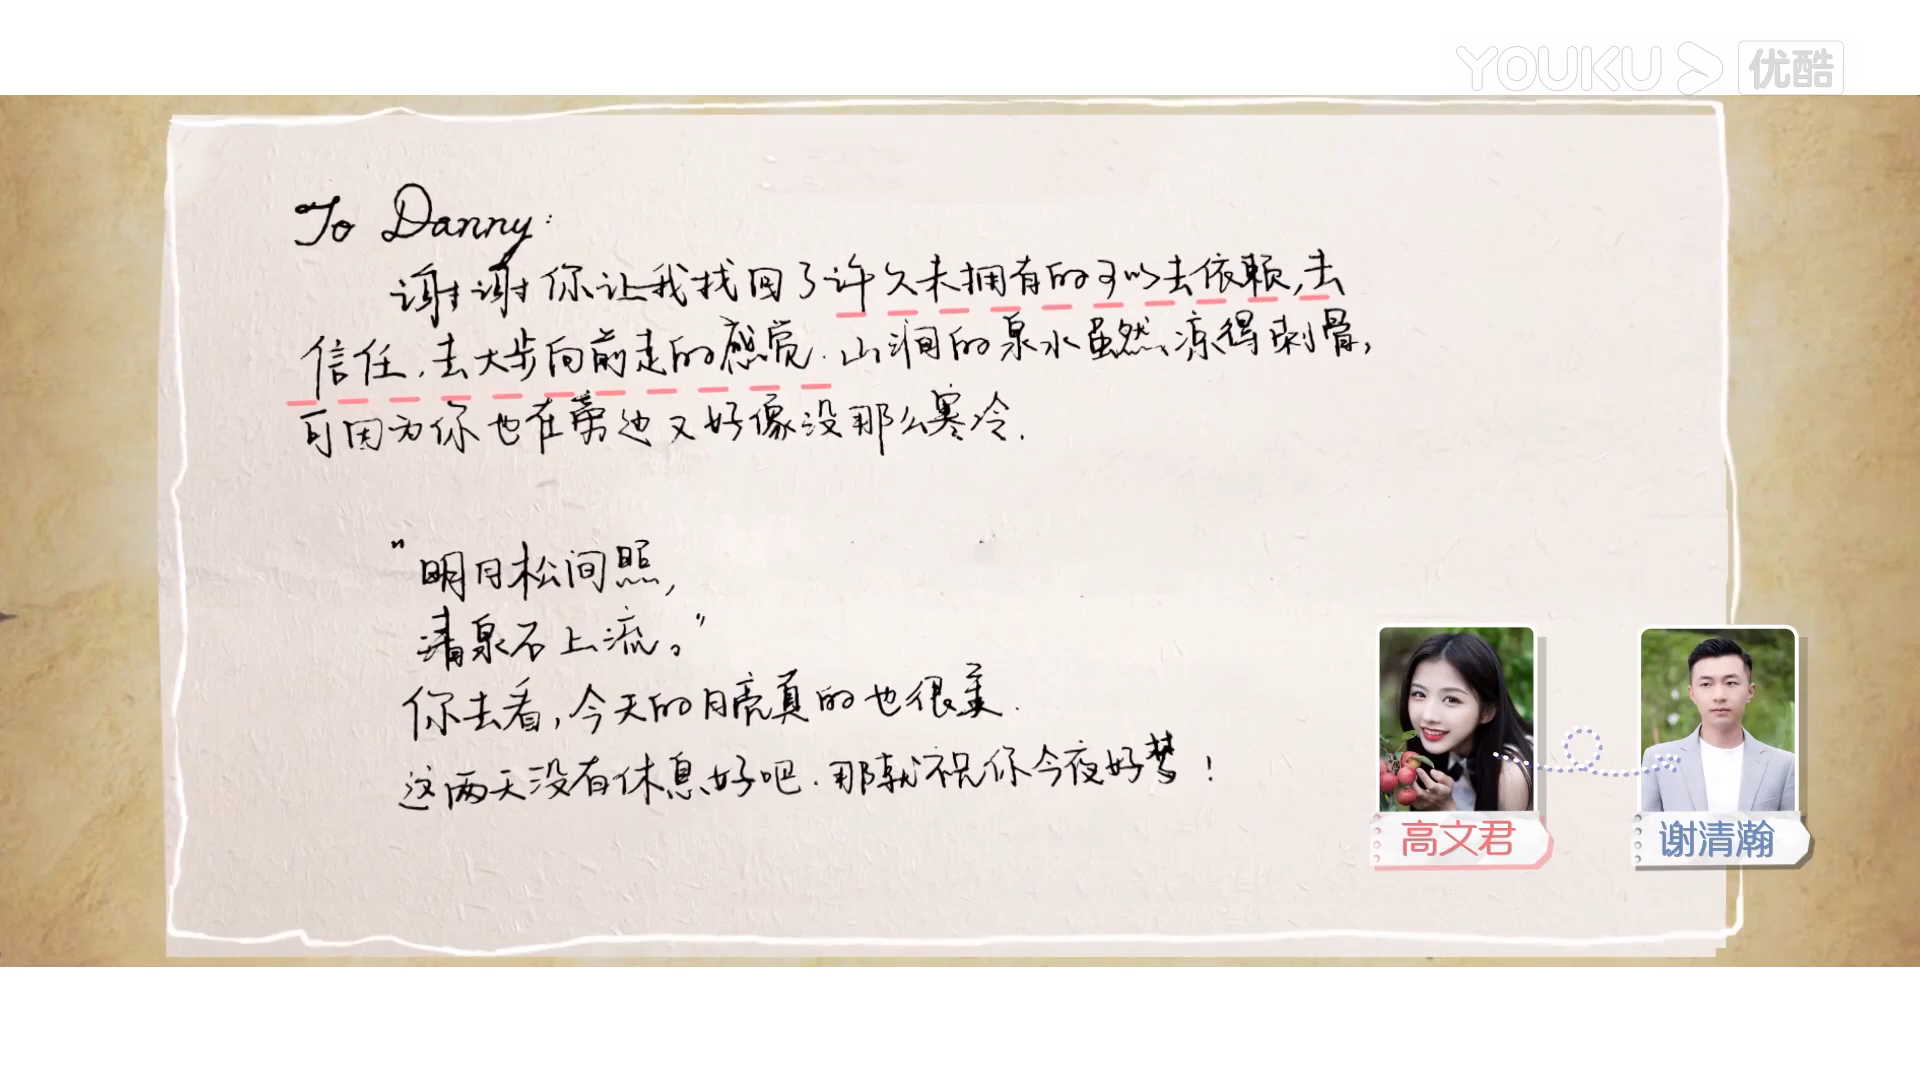 YOUKU 优酷
To Danny:
谢谢你让我找回了许久未拥有的可以去依赖,去
信任,去大步向前走的感觉.山涧的泉水虽然凉得刺骨,
可因为你也在旁边又好像没那么寒冷.
"明月松间照,
清泉石上流。"
你去看,今天的月亮真的也很美.
这两天没有休息好吧.那就祝你今夜好梦!
高文君
谢清瀚